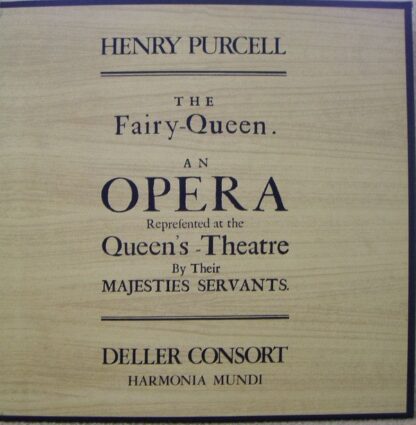 HENRY PURCELL
THE
Fairy-Queen.
AN
OPERA
Repreſented at the
Queen's-Theatre
By Their
MAJESTIES SERVANTS.
DELLER CONSORT
HARMONIA MUNDI